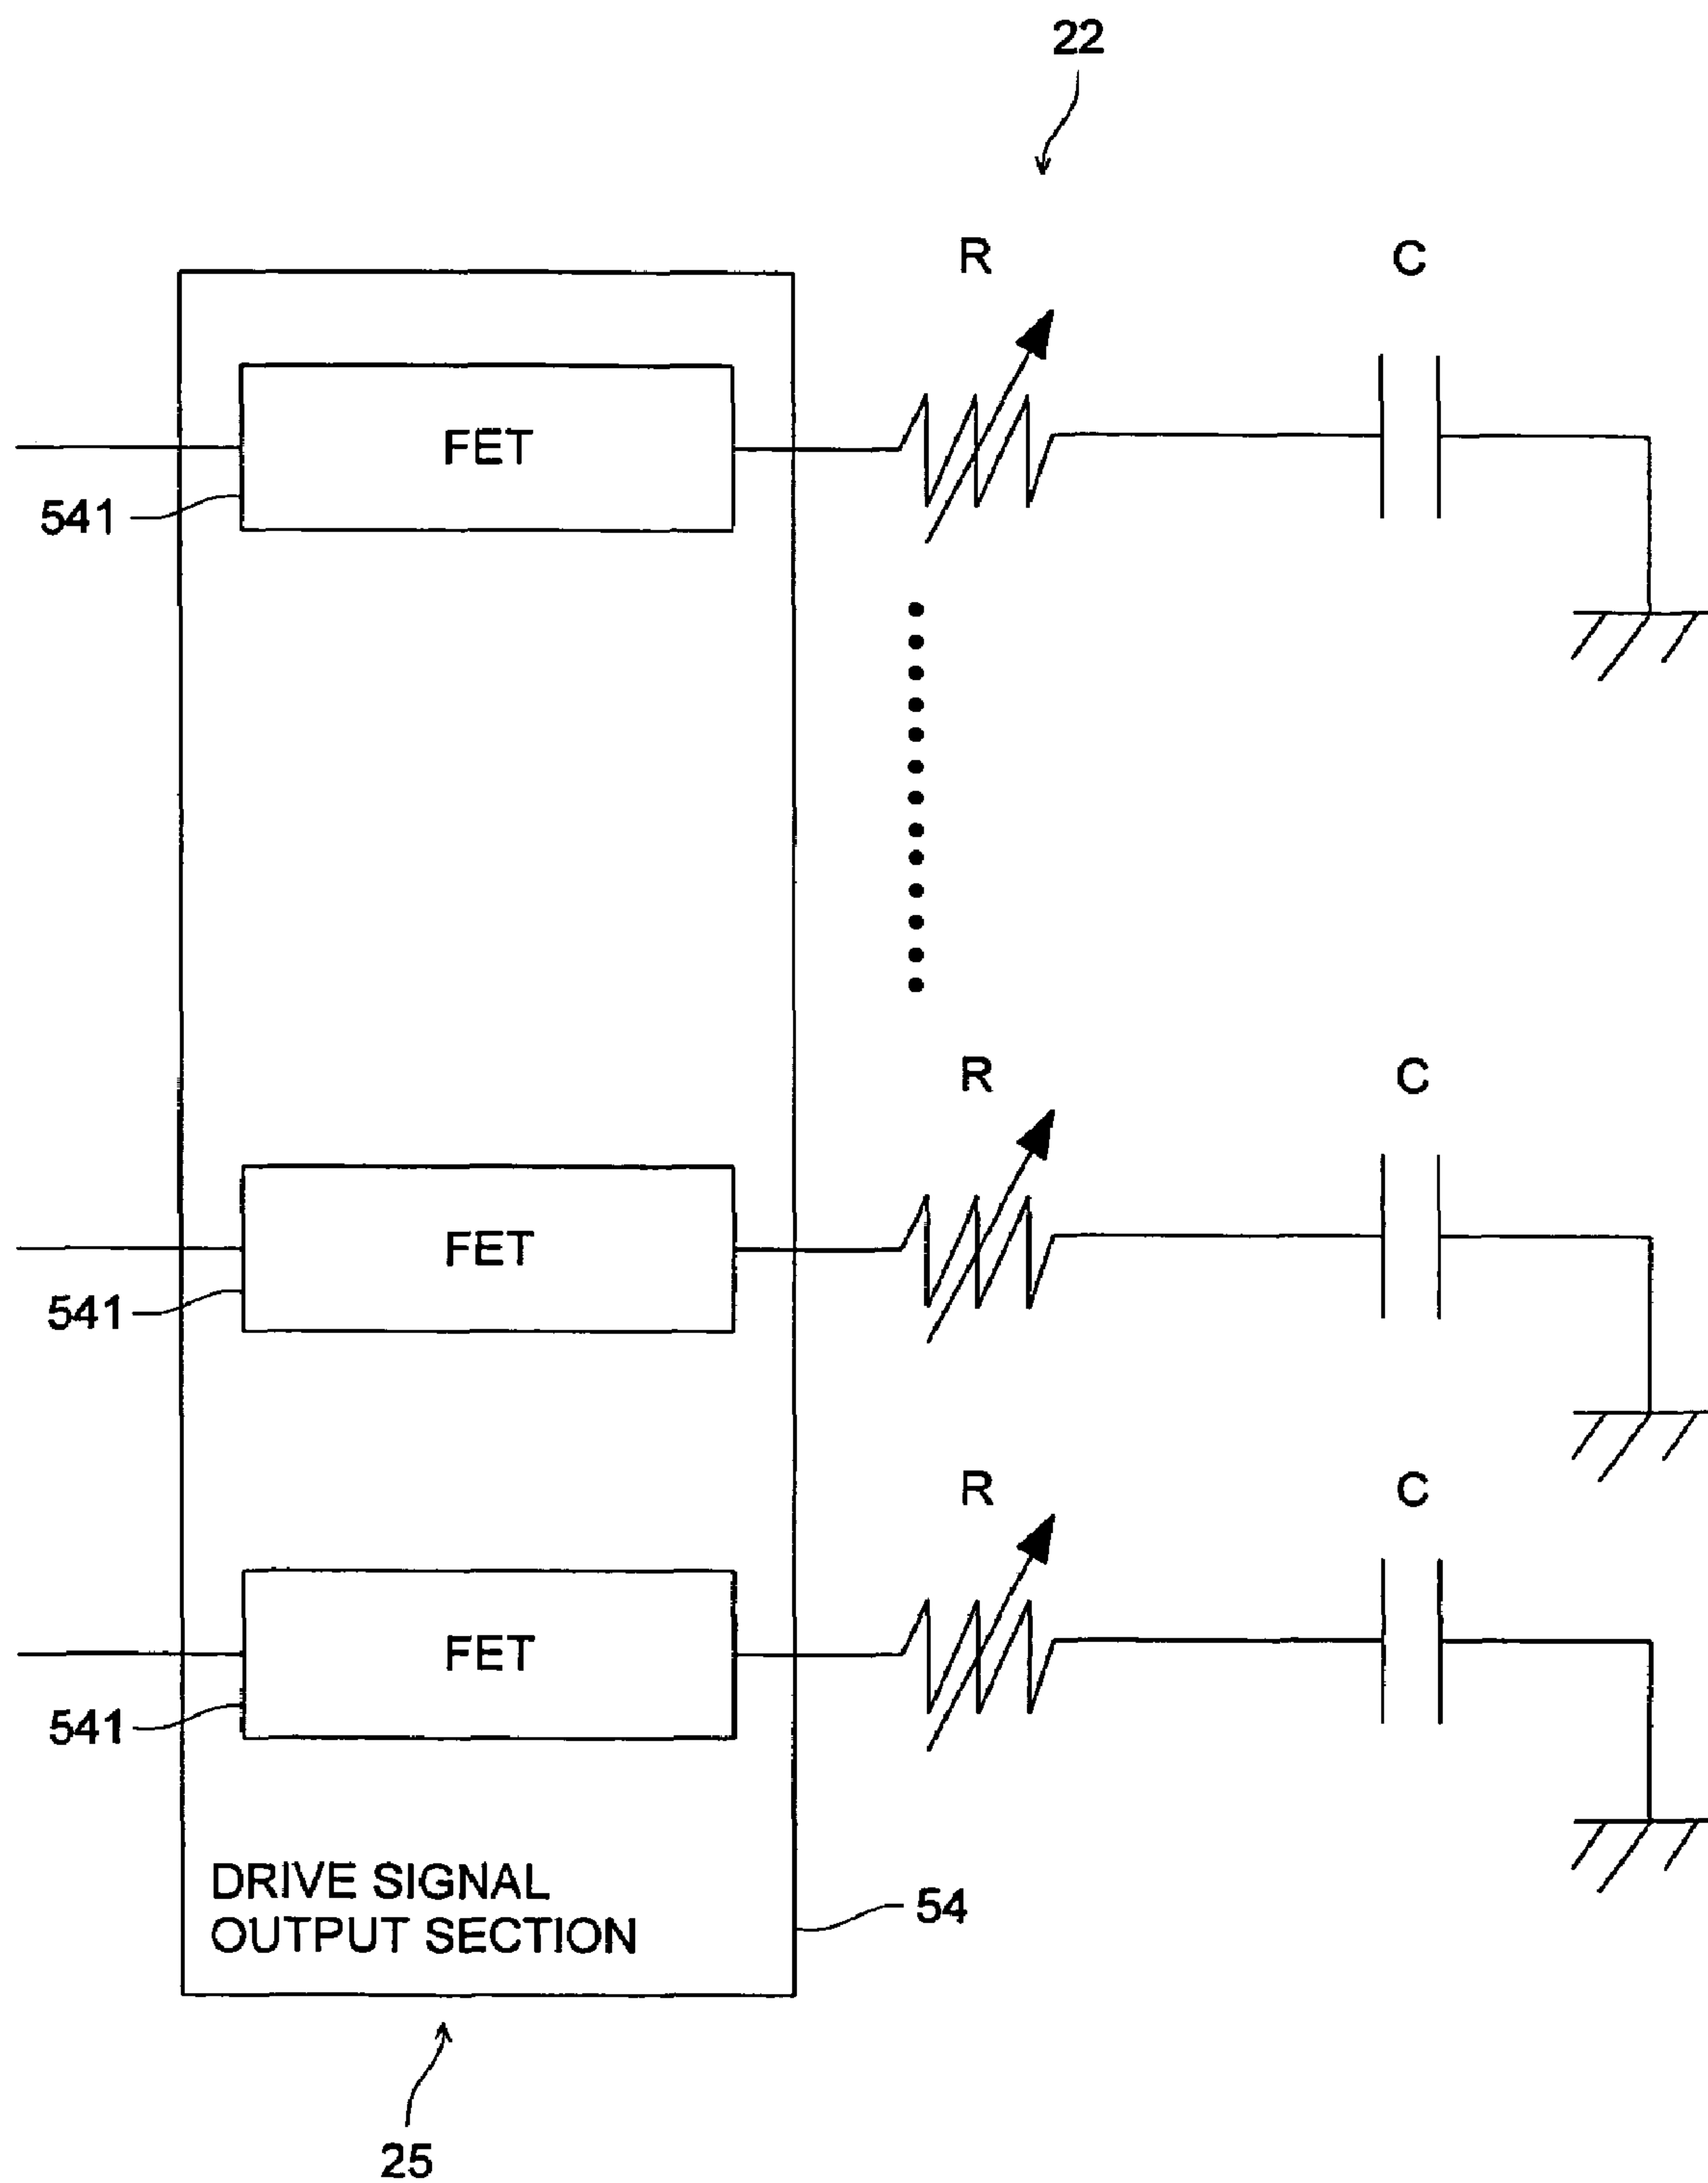 22
R C
FET
541
R C
FET
541
R C
FET
541
DRIVE SIGNAL
OUTPUT SECTION
54
25